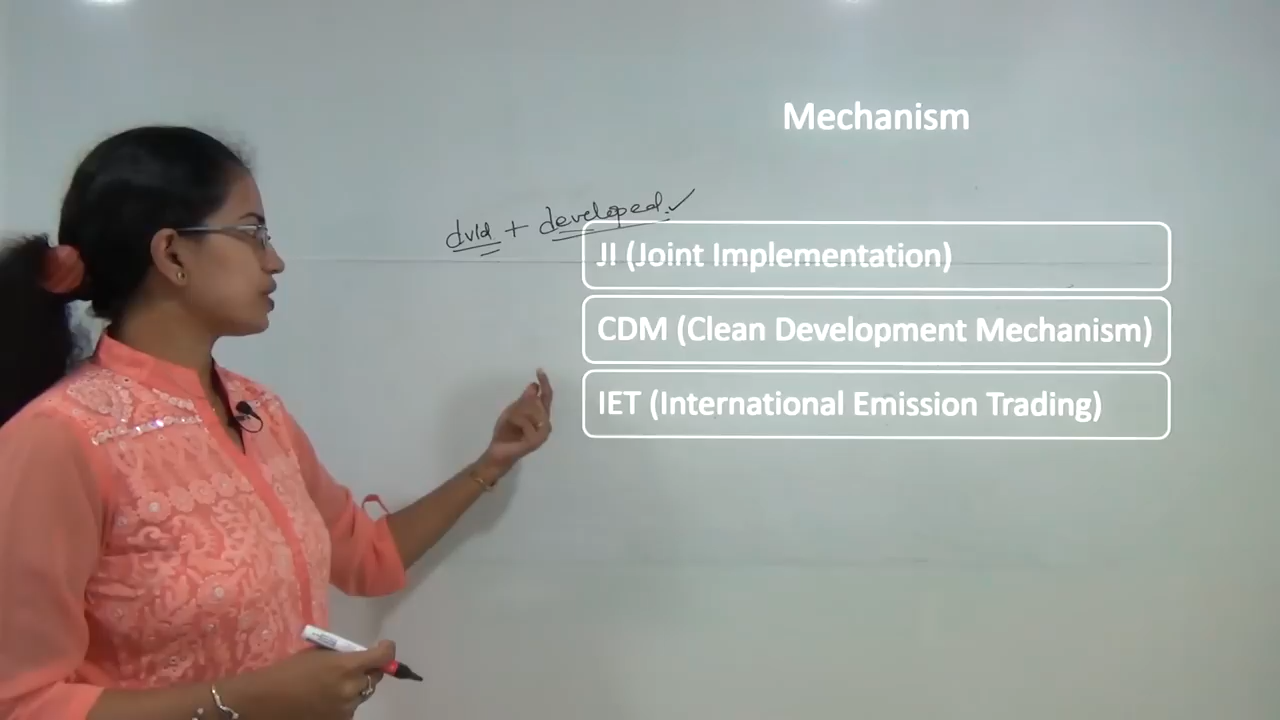 Mechanism
dvld + developed. ✓
JI (Joint Implementation)
CDM (Clean Development Mechanism)
IET (International Emission Trading)